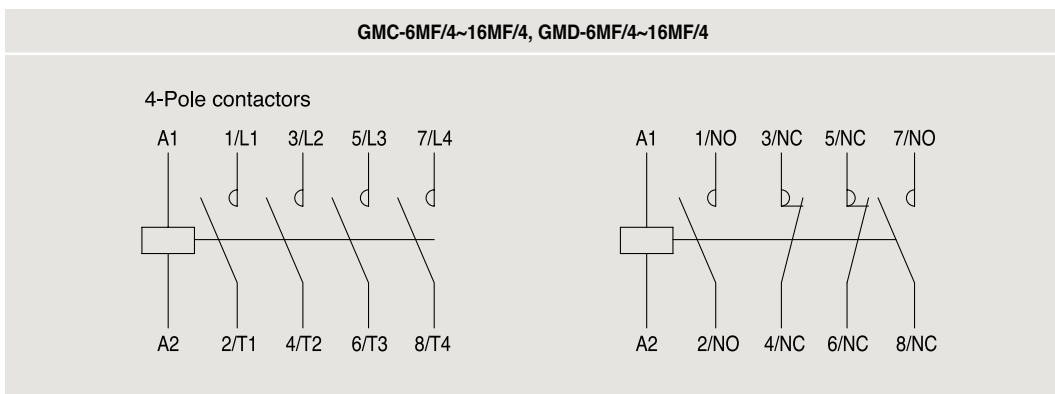 GMC-6MF/4~16MF/4, GMD-6MF/4~16MF/4
4-Pole contactors
A1 1/L1 3/L2 5/L3 7/L4
A2 2/T1 4/T2 6/T3 8/T4
A1 1/NO 3/NC 5/NC 7/NO
A2 2/NO 4/NC 6/NC 8/NC